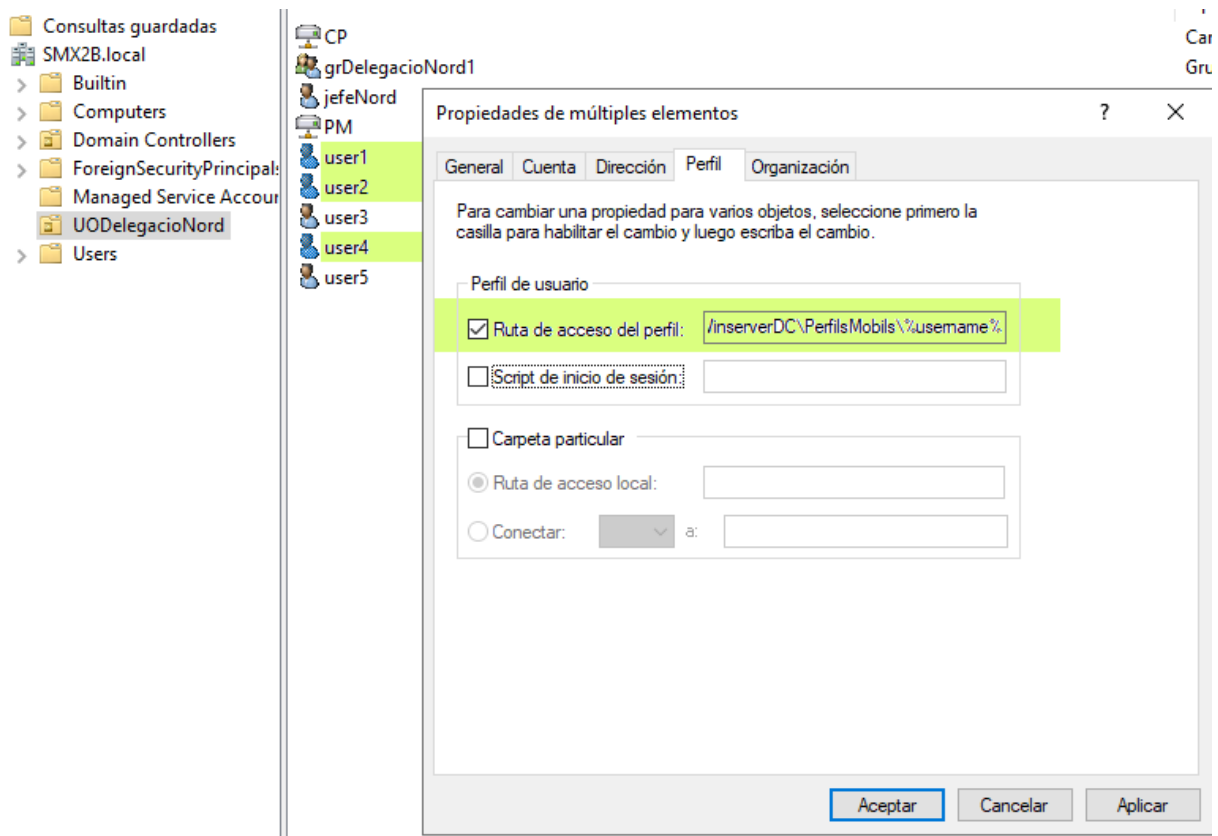 Consultas guardadas
SMX2B.local
Builtin
Computers
Domain Controllers
ForeignSecurityPrincipals
Managed Service Accour
UODelegacioNord
Users
CP
Car
grDelegacioNord1
Gru
jefeNord
PM
user1
user2
user3
user4
user5
Propiedades de múltiples elementos
?
General Cuenta Dirección Perfil Organización
Para cambiar una propiedad para varios objetos, seleccione primero la
casilla para habilitar el cambio y luego escriba el cambio.
Perfil de usuario
Ruta de acceso del perfil: /inserverDC\PerfilsMobils\%username%
Script de inicio de sesión:
Carpeta particular
Ruta de acceso local:
Conectar: a:
Aceptar Cancelar Aplicar